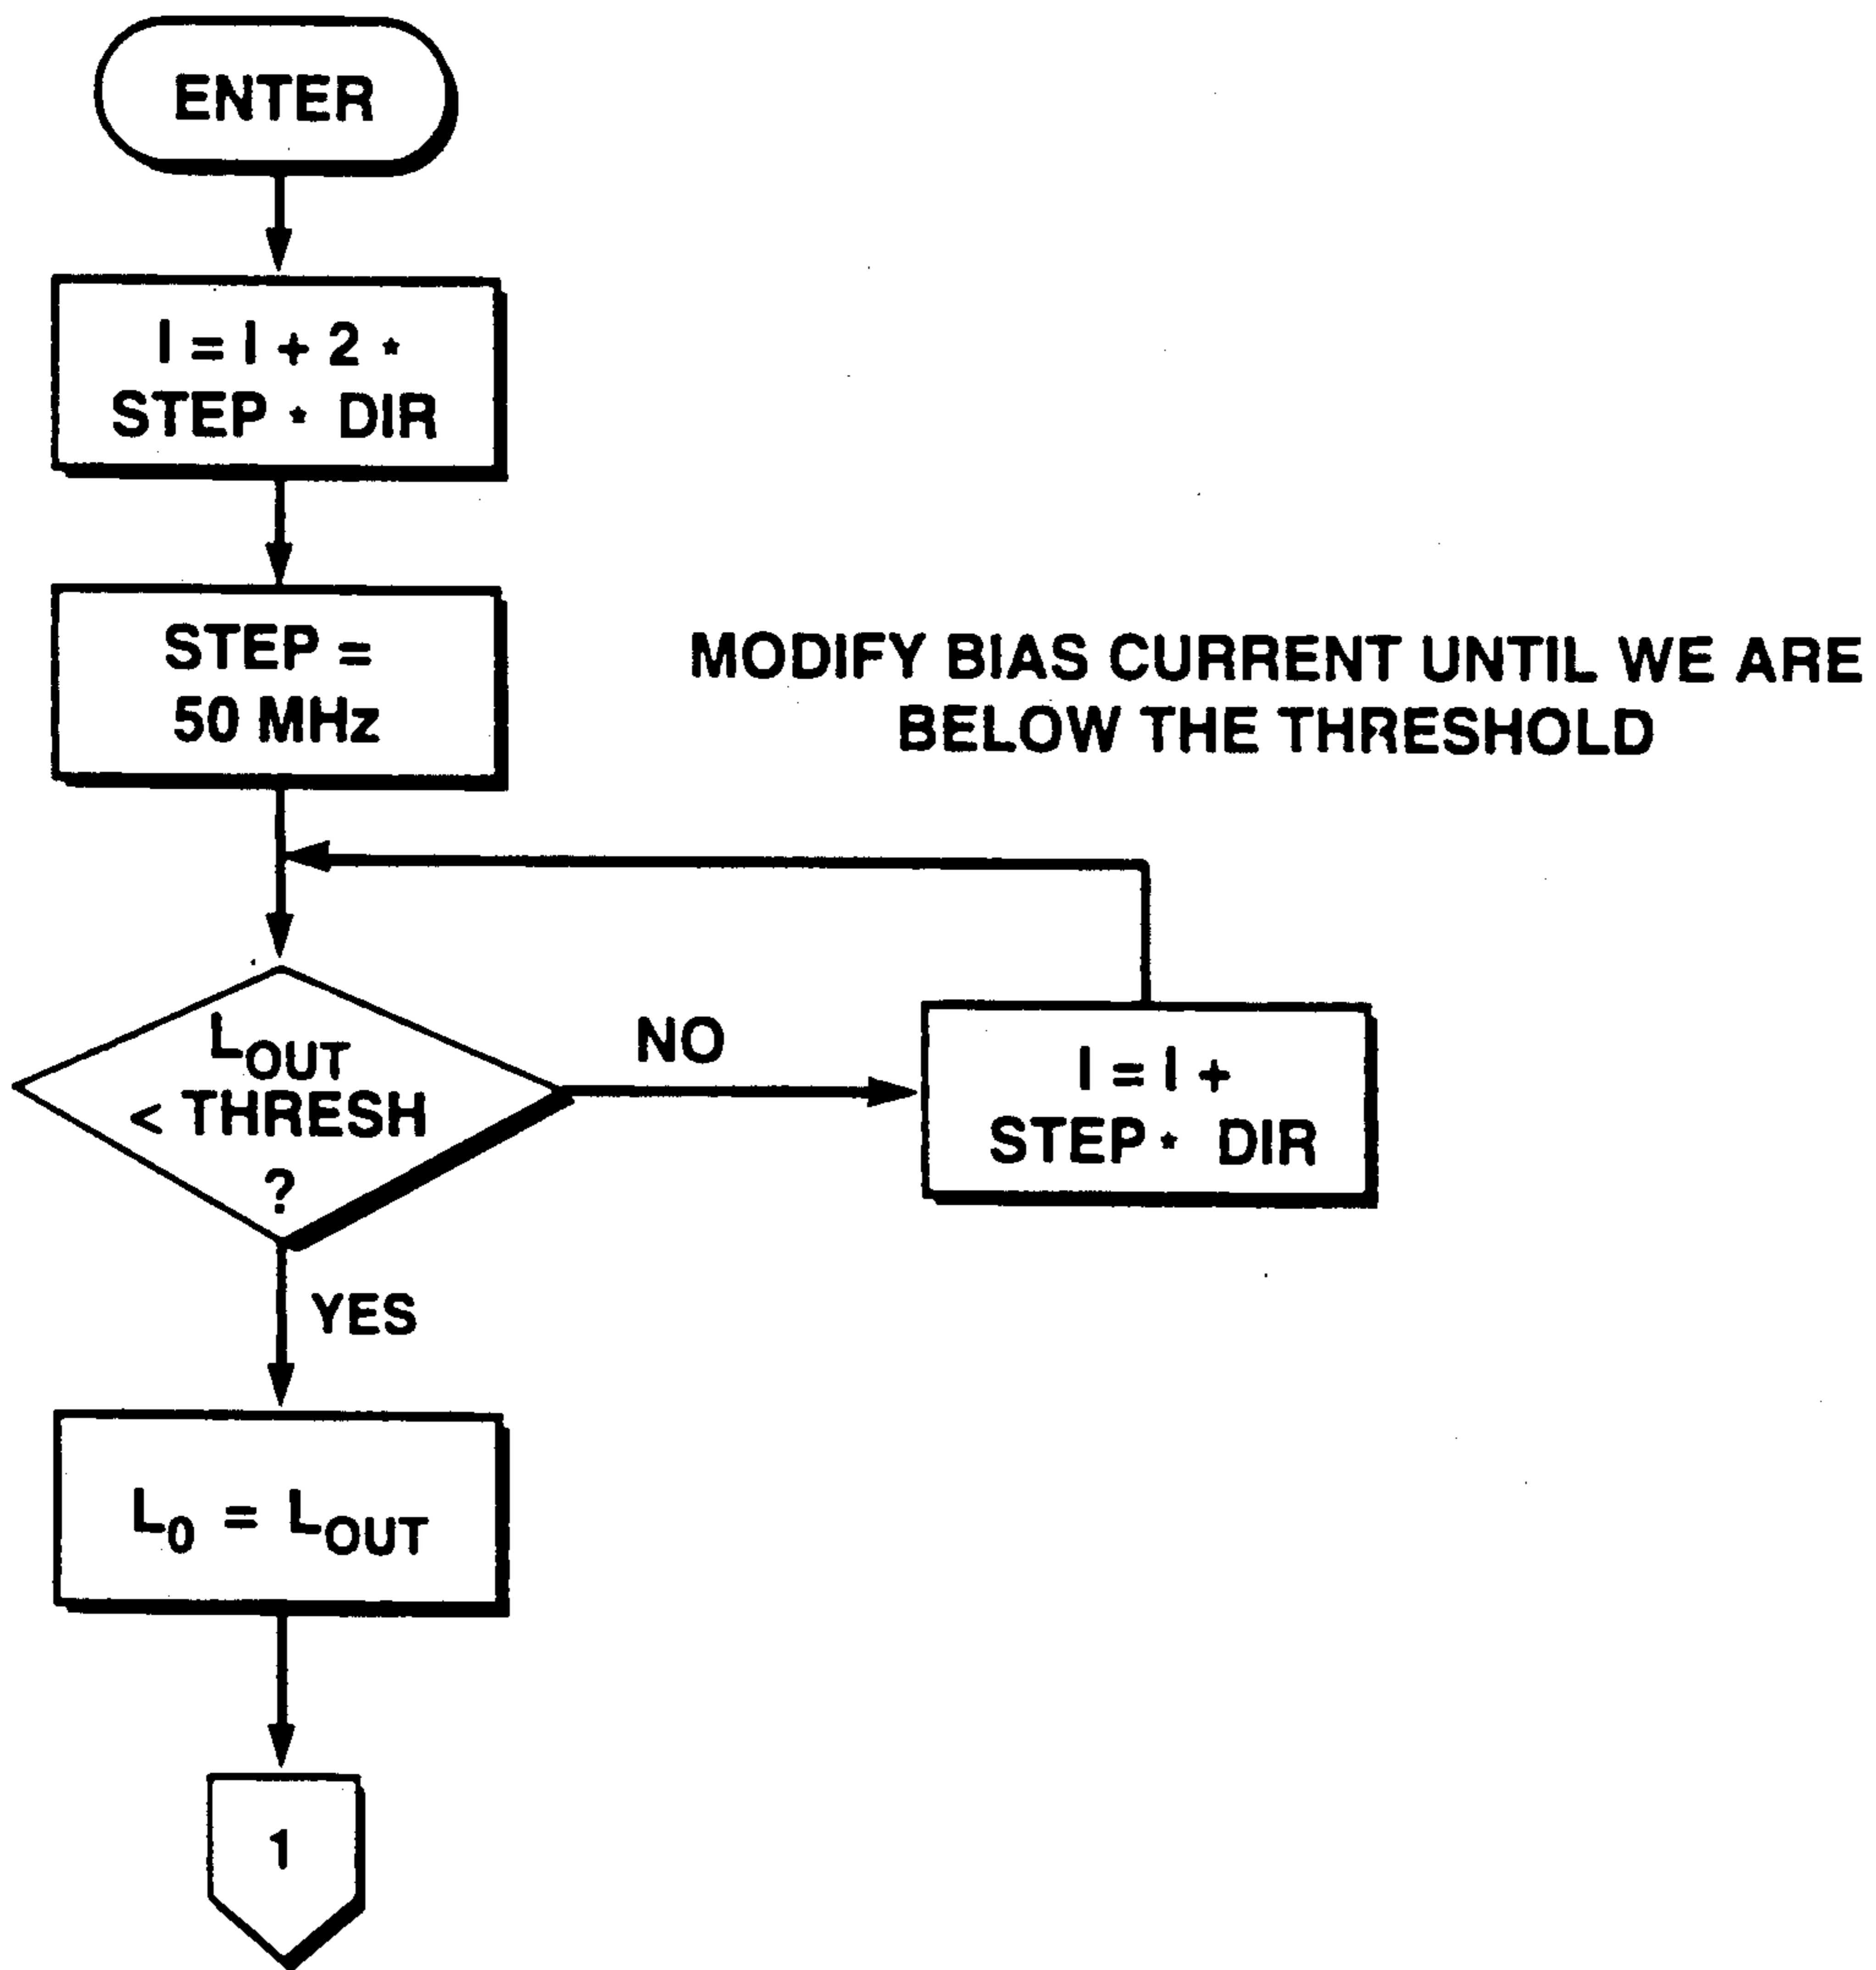 ENTER
I = I + 2 *
STEP * DIR
STEP =
50 MHz
MODIFY BIAS CURRENT UNTIL WE ARE
BELOW THE THRESHOLD
LOUT
< THRESH
?
NO
I = I +
STEP * DIR
YES
L0 = LOUT
1